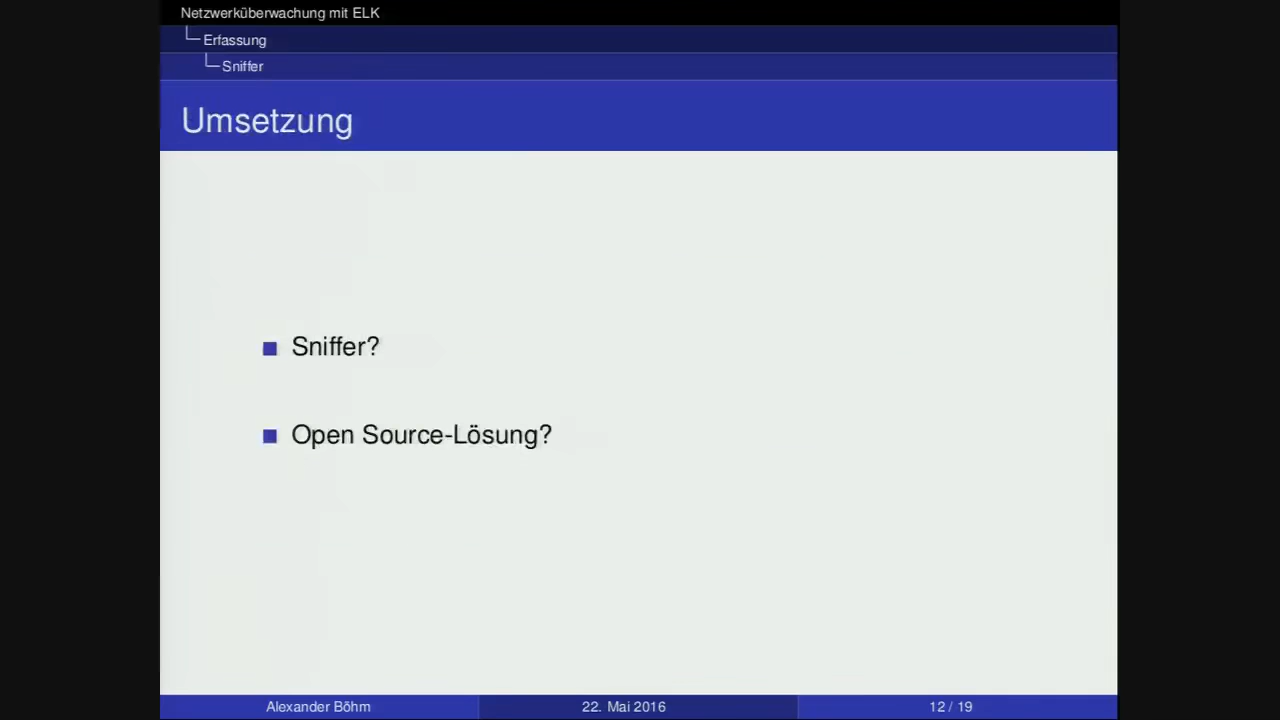 Netzwerküberwachung mit ELK
Erfassung
Sniffer
Umsetzung
Sniffer?
Open Source-Lösung?
Alexander Böhm
22. Mai 2016
12 / 19